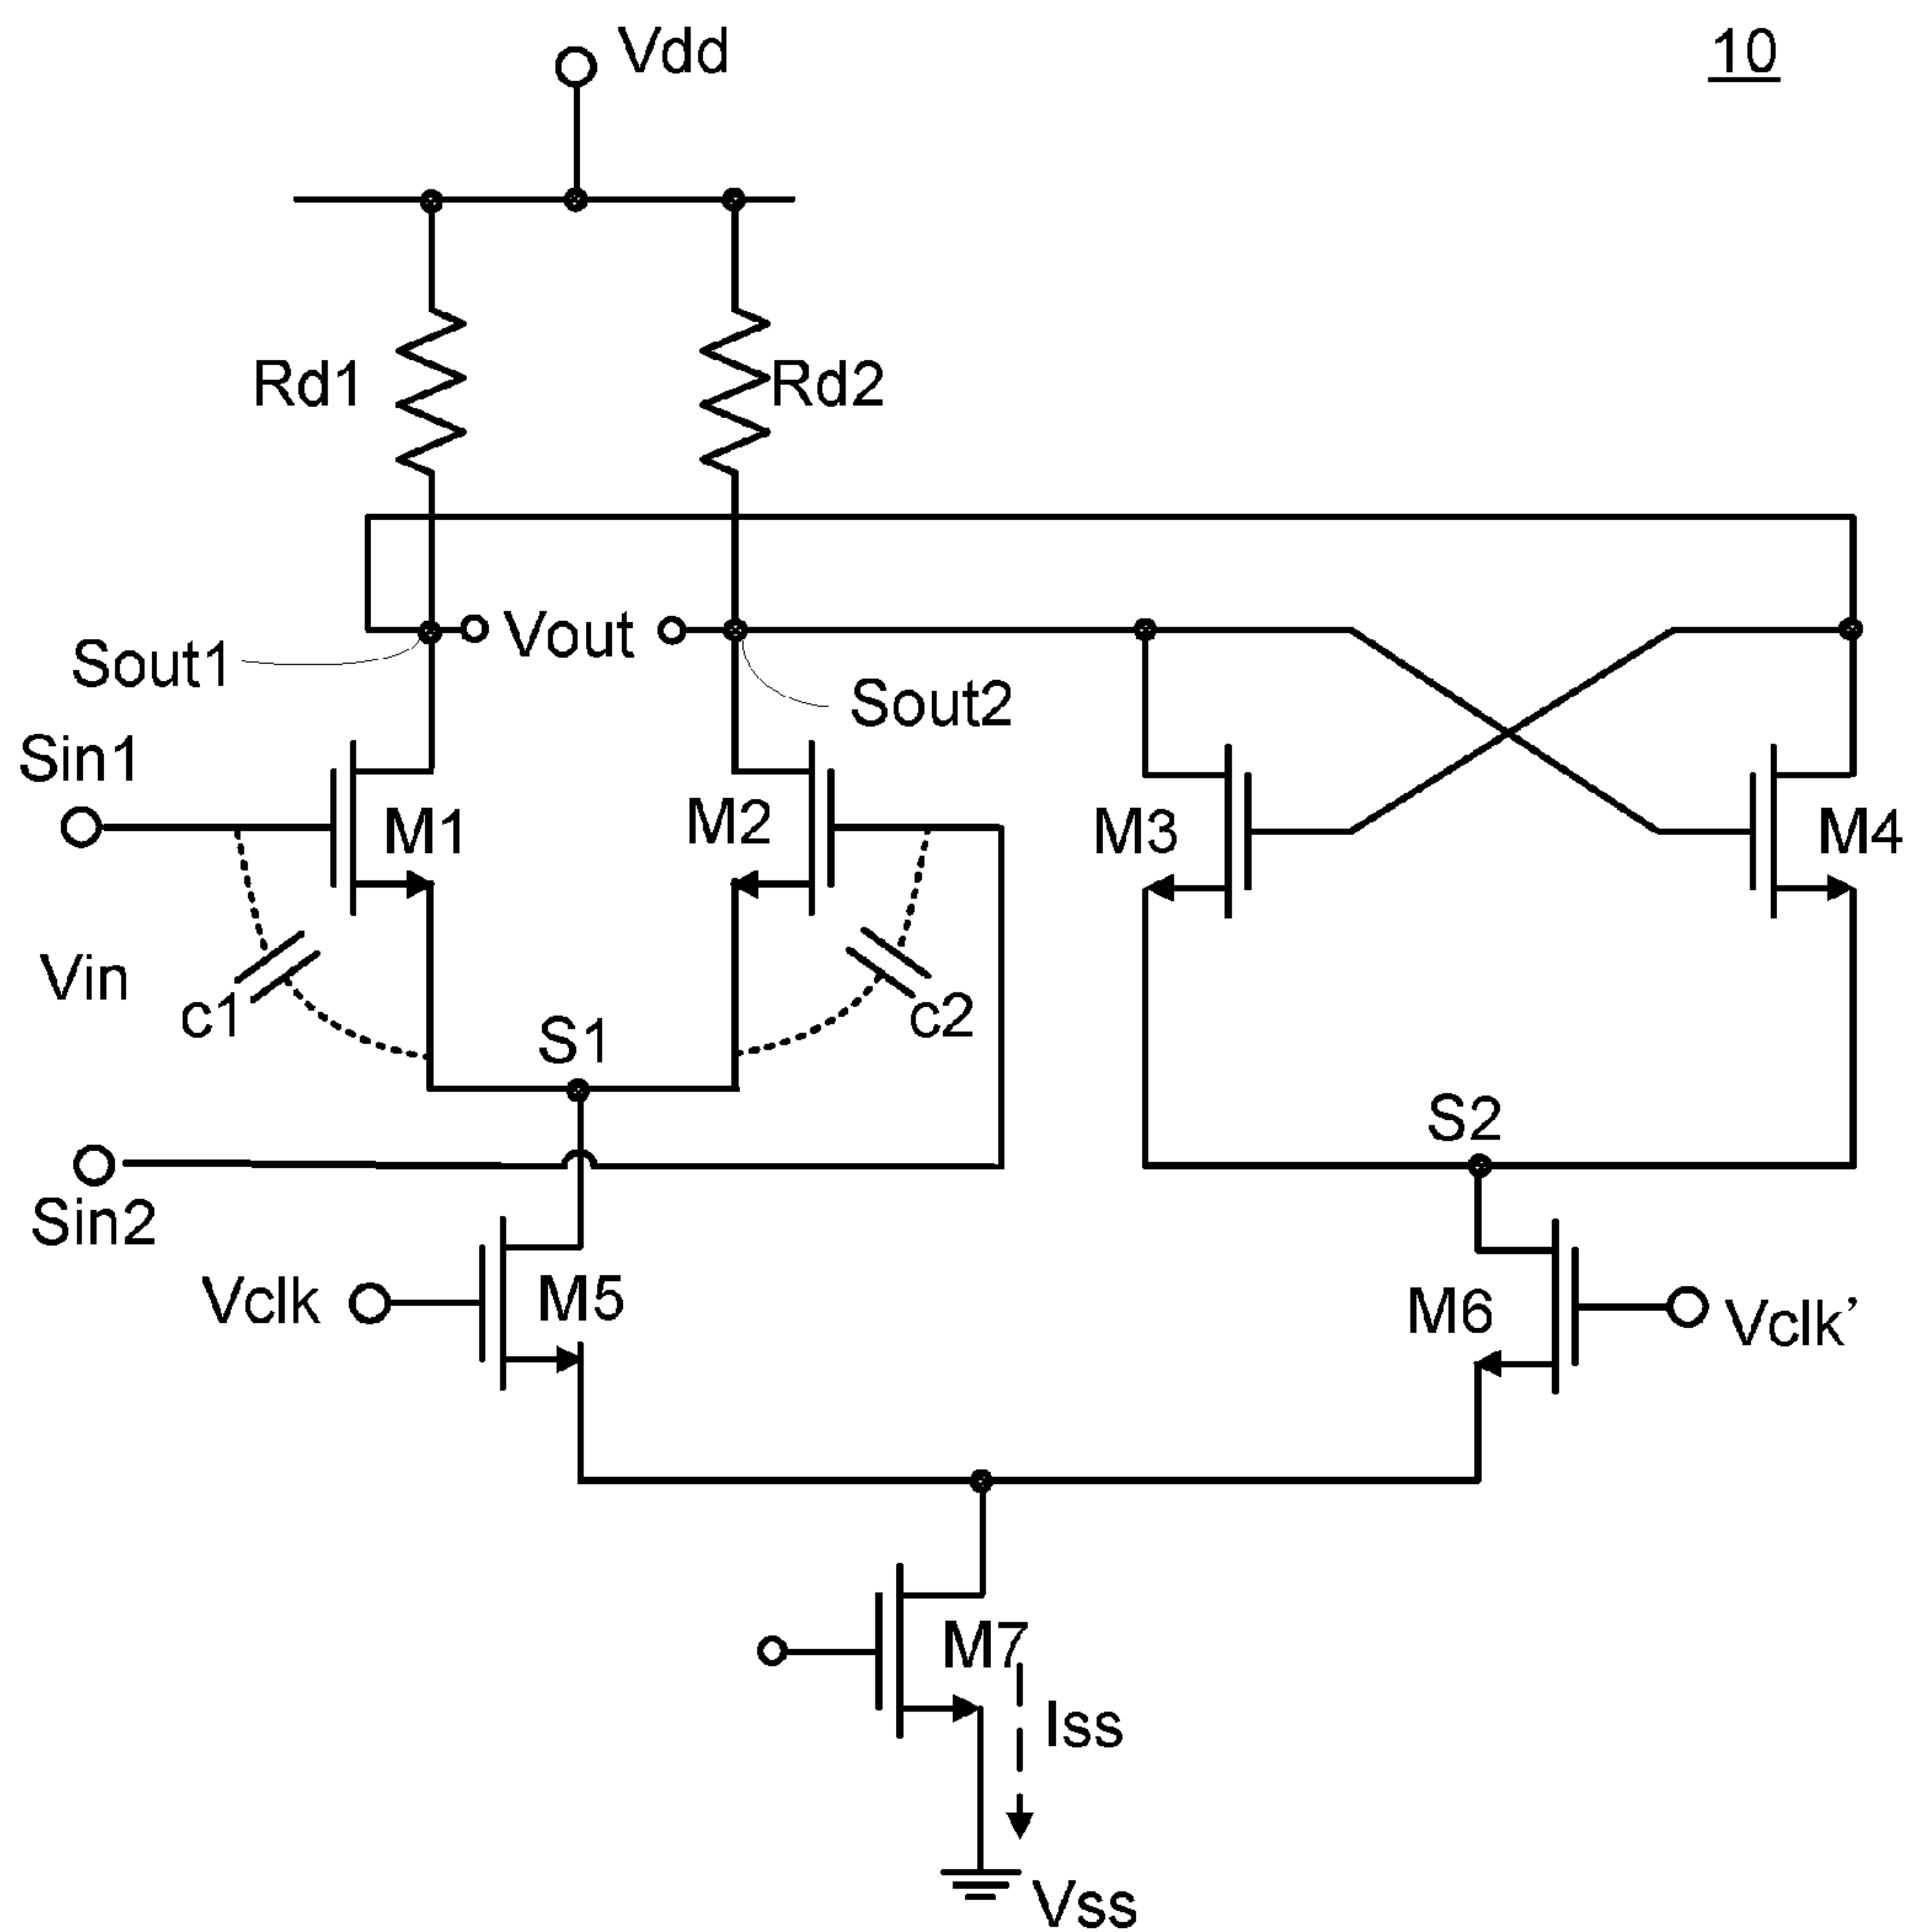 Vdd
10
Rd1
Rd2
Vout
Sout1
Sout2
Sin1
M1
M2
M3
M4
Vin
c1
c2
S1
S2
Sin2
Vclk
M5
M6
Vclk’
M7
Iss
Vss